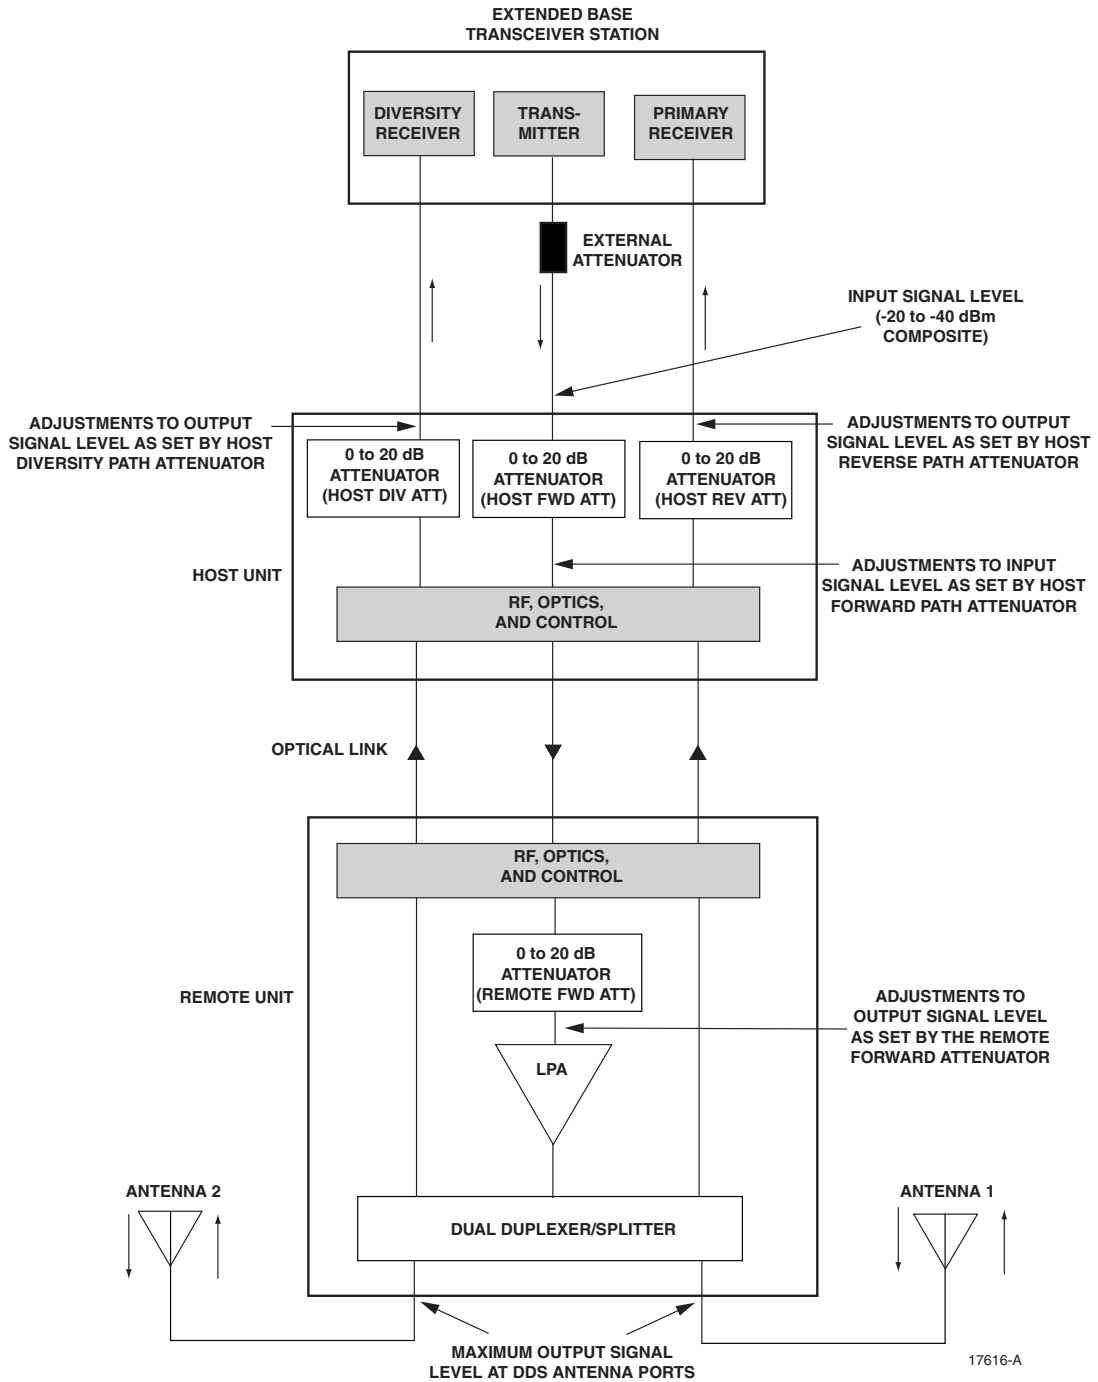 EXTENDED BASE
TRANSCEIVER STATION
DIVERSITY
RECEIVER
TRANS-
MITTER
PRIMARY
RECEIVER
EXTERNAL
ATTENUATOR
INPUT SIGNAL LEVEL
(-20 to -40 dBm
COMPOSITE)
ADJUSTMENTS TO OUTPUT
SIGNAL LEVEL AS SET BY HOST
DIVERSITY PATH ATTENUATOR
0 to 20 dB
ATTENUATOR
(HOST DIV ATT)
0 to 20 dB
ATTENUATOR
(HOST FWD ATT)
0 to 20 dB
ATTENUATOR
(HOST REV ATT)
ADJUSTMENTS TO OUTPUT
SIGNAL LEVEL AS SET BY HOST
REVERSE PATH ATTENUATOR
HOST UNIT
ADJUSTMENTS TO INPUT
SIGNAL LEVEL AS SET BY HOST
FORWARD PATH ATTENUATOR
RF, OPTICS,
AND CONTROL
OPTICAL LINK
RF, OPTICS,
AND CONTROL
0 to 20 dB
ATTENUATOR
(REMOTE FWD ATT)
REMOTE UNIT
ADJUSTMENTS TO
OUTPUT SIGNAL LEVEL
AS SET BY THE REMOTE
FORWARD ATTENUATOR
LPA
ANTENNA 2
ANTENNA 1
DUAL DUPLEXER/SPLITTER
MAXIMUM OUTPUT SIGNAL
LEVEL AT DDS ANTENNA PORTS
17616-A